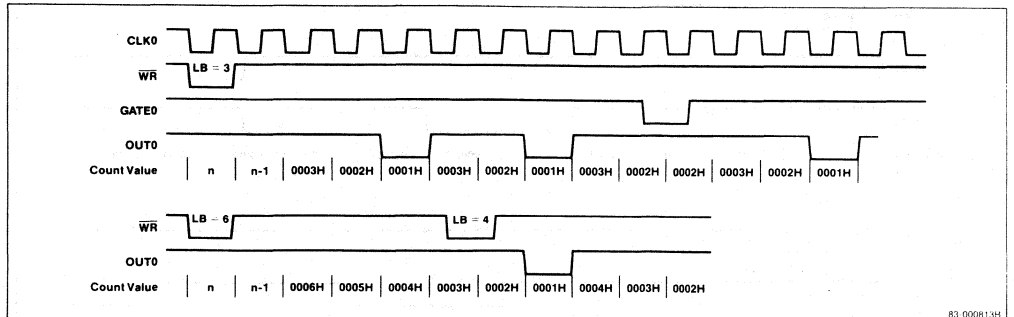 CLK0
WR LB = 3
GATE0
OUT0
Count Value n n-1 0003H 0002H 0001H 0003H 0002H 0001H 0003H 0002H 0002H 0003H 0002H 0001H
WR LB = 6 LB = 4
OUT0
Count Value n n-1 0006H 0005H 0004H 0003H 0002H 0001H 0004H 0003H 0002H
83-000813H